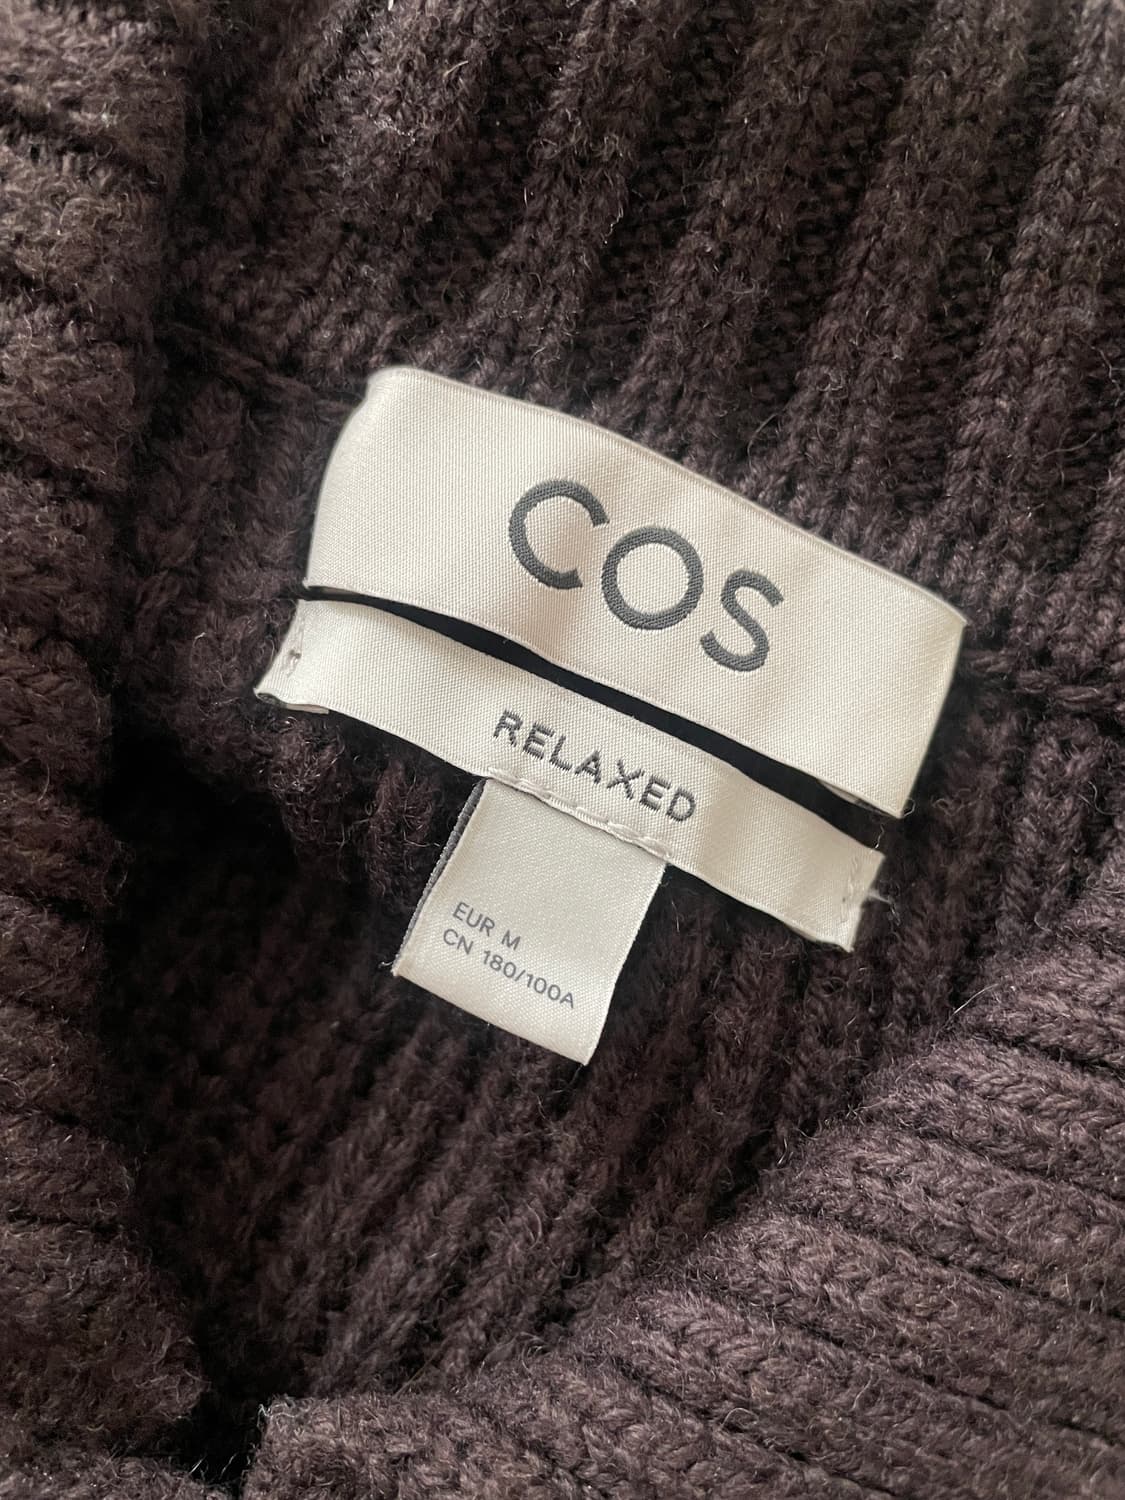 COS
RELAXED
EUR M
CN 180/100A